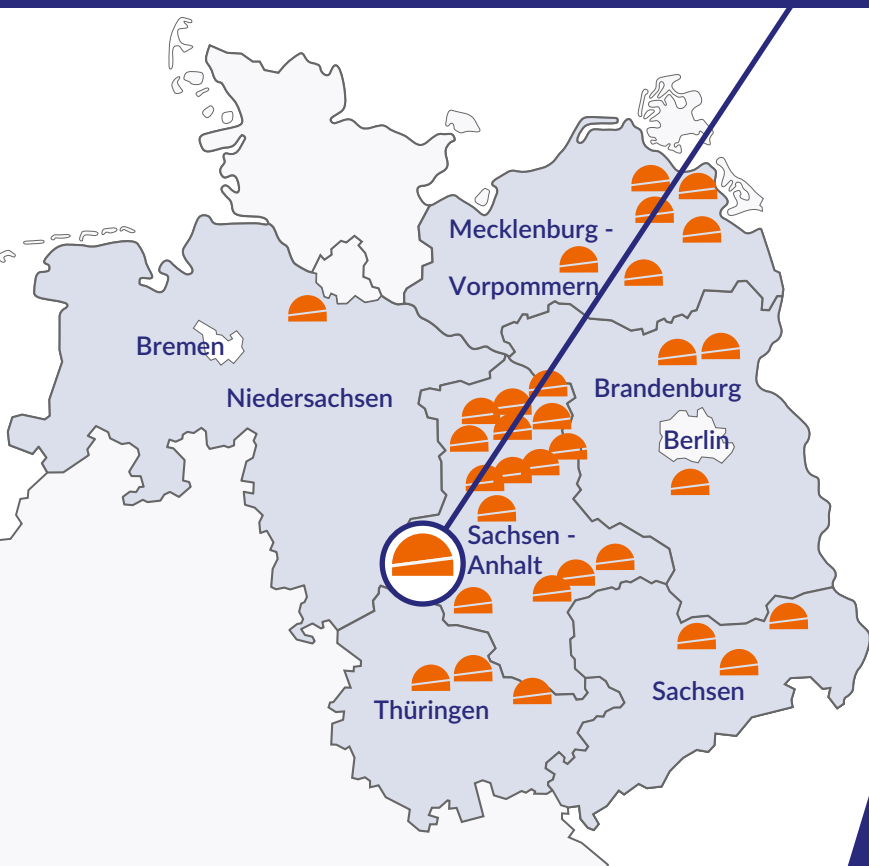 Mecklenburg -
Vorpommern
Bremen
Niedersachsen
Brandenburg
Berlin
Sachsen -
Anhalt
Sachsen
Thüringen